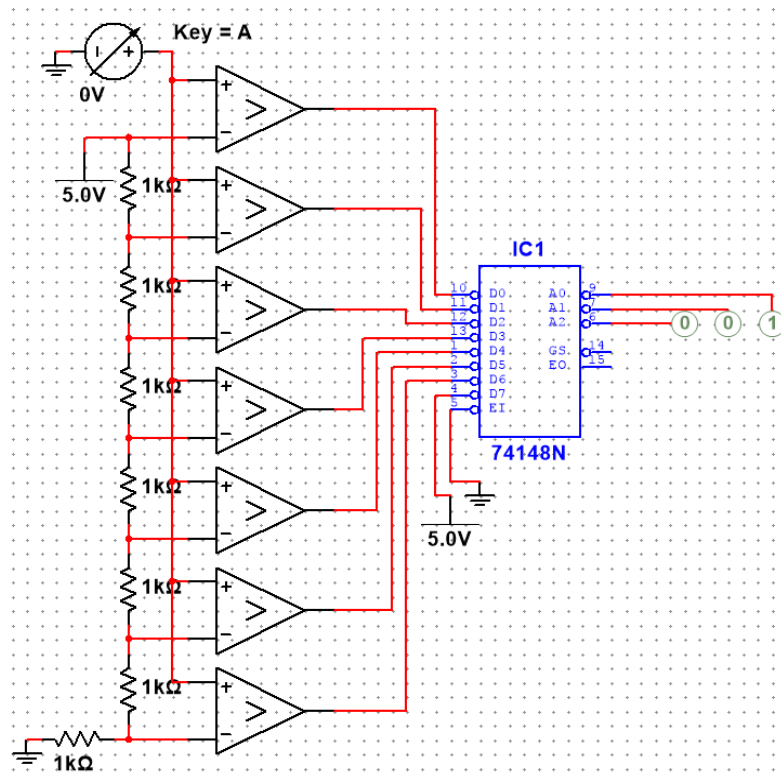 Key = A
0V
5.0V
1kΩ
1kΩ
1kΩ
1kΩ
1kΩ
1kΩ
1kΩ
IC1
10 D0. A0. 9
11 D1 A1. 7
12 D2 A2. 6
13 D3
1 D4 GS. 14
2 D5 EO. 15
3 D6
4 D7
5 EI
74148N
0 0 1
5.0V